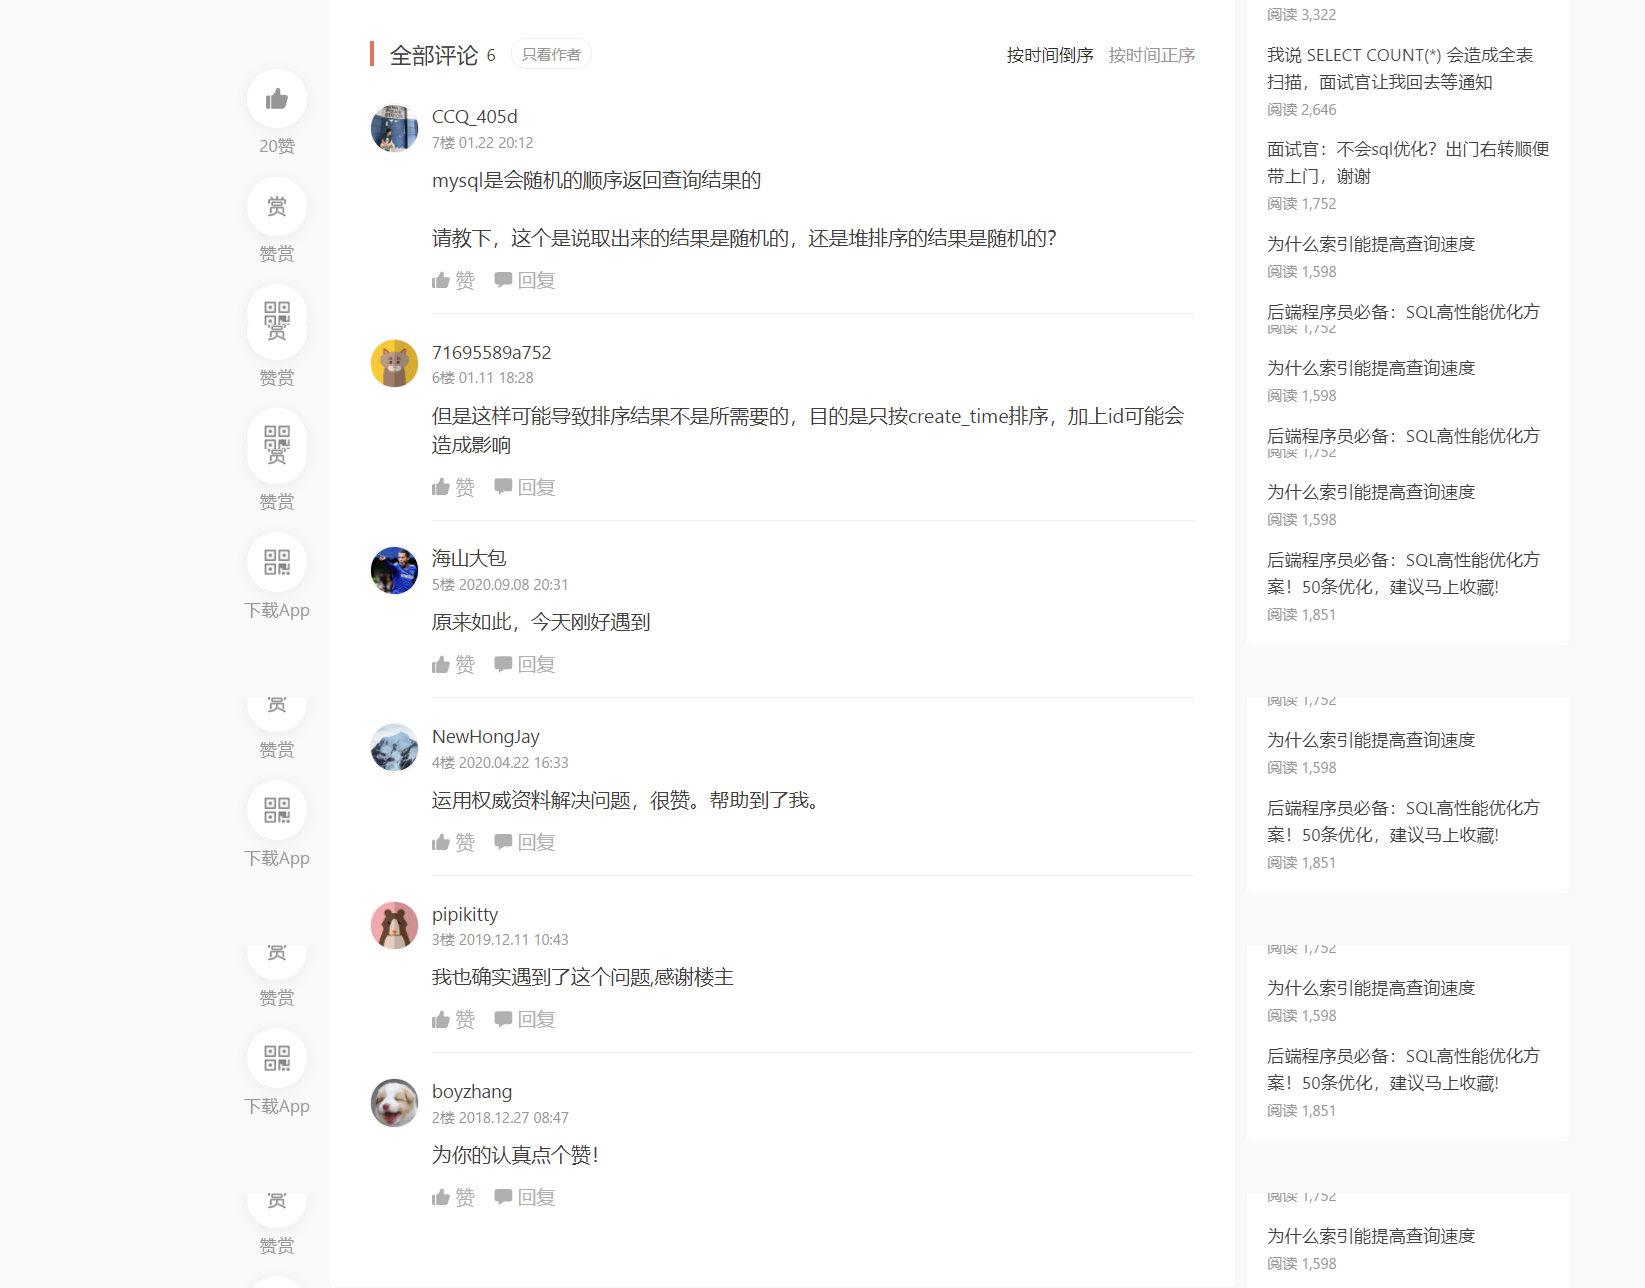 20赞
赏
赞赏
赏
赞赏
赏
赞赏
下载App
赏
赞赏
下载App
赏
赞赏
下载App
赏
赞赏
全部评论 6 只看作者 按时间倒序 按时间正序
CCQ_405d
7楼 01.22 20:12
mysql是会随机的顺序返回查询结果的
请教下，这个是说取出来的结果是随机的，还是堆排序的结果是随机的？
赞 回复
71695589a752
6楼 01.11 18:28
但是这样可能导致排序结果不是所需要的，目的是只按create_time排序，加上id可能会
造成影响
赞 回复
海山大包
5楼 2020.09.08 20:31
原来如此，今天刚好遇到
赞 回复
NewHongJay
4楼 2020.04.22 16:33
运用权威资料解决问题，很赞。帮助到了我。
赞 回复
pipikitty
3楼 2019.12.11 10:43
我也确实遇到了这个问题,感谢楼主
赞 回复
boyzhang
2楼 2018.12.27 08:47
为你的认真点个赞！
赞 回复
阅读 3,322
我说 SELECT COUNT(*) 会造成全表
扫描，面试官让我回去等通知
阅读 2,646
面试官：不会sql优化？出门右转顺便
带上门，谢谢
阅读 1,752
为什么索引能提高查询速度
阅读 1,598
后端程序员必备：SQL高性能优化方
阅读 1,752
为什么索引能提高查询速度
阅读 1,598
后端程序员必备：SQL高性能优化方
阅读 1,752
为什么索引能提高查询速度
阅读 1,598
后端程序员必备：SQL高性能优化方
案！50条优化，建议马上收藏!
阅读 1,851
阅读 1,752
为什么索引能提高查询速度
阅读 1,598
后端程序员必备：SQL高性能优化方
案！50条优化，建议马上收藏!
阅读 1,851
阅读 1,752
为什么索引能提高查询速度
阅读 1,598
后端程序员必备：SQL高性能优化方
案！50条优化，建议马上收藏!
阅读 1,851
阅读 1,752
为什么索引能提高查询速度
阅读 1,598